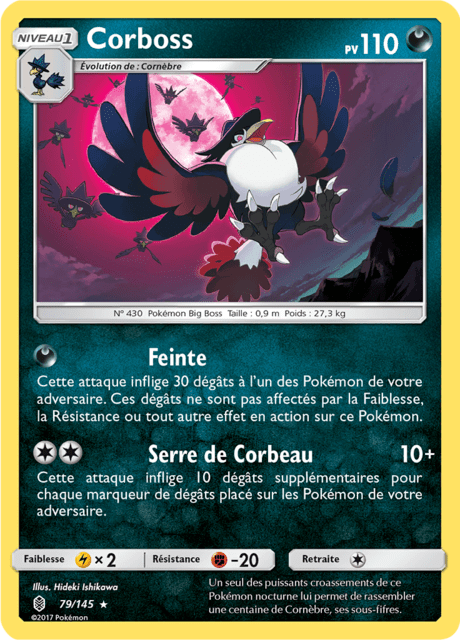 NIVEAU 1
Corboss
PV 110
Évolution de : Cornèbre
N° 430 Pokémon Big Boss Taille : 0,9 m Poids : 27,3 kg
Feinte
Cette attaque inflige 30 dégâts à l'un des Pokémon de votre
adversaire. Ces dégâts ne sont pas affectés par la Faiblesse,
la Résistance ou tout autre effet en action sur ce Pokémon.
Serre de Corbeau 10+
Cette attaque inflige 10 dégâts supplémentaires pour
chaque marqueur de dégâts placé sur les Pokémon de votre
adversaire.
Faiblesse ×2 Résistance -20 Retraite
Illus. Hideki Ishikawa
79/145 ★
©2017 Pokémon
Un seul des puissants croassements de ce
Pokémon nocturne lui permet de rassembler
une centaine de Cornèbre, ses sous-fifres.